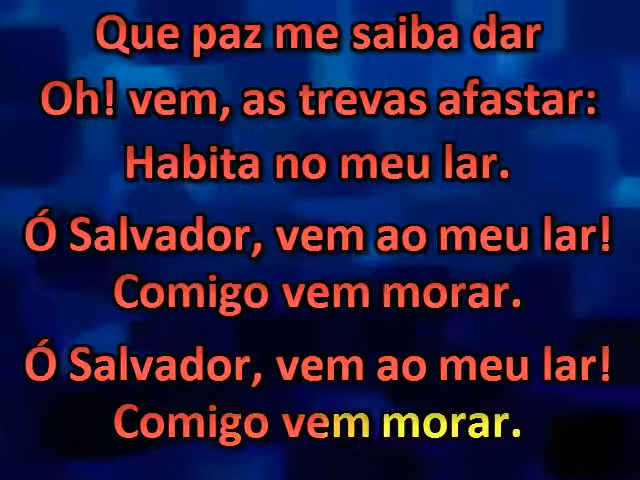 Que paz me saiba dar
Oh! vem, as trevas afastar:
Habita no meu lar.
Ó Salvador, vem ao meu lar!
Comigo vem morar.
Ó Salvador, vem ao meu lar!
Comigo vem morar.